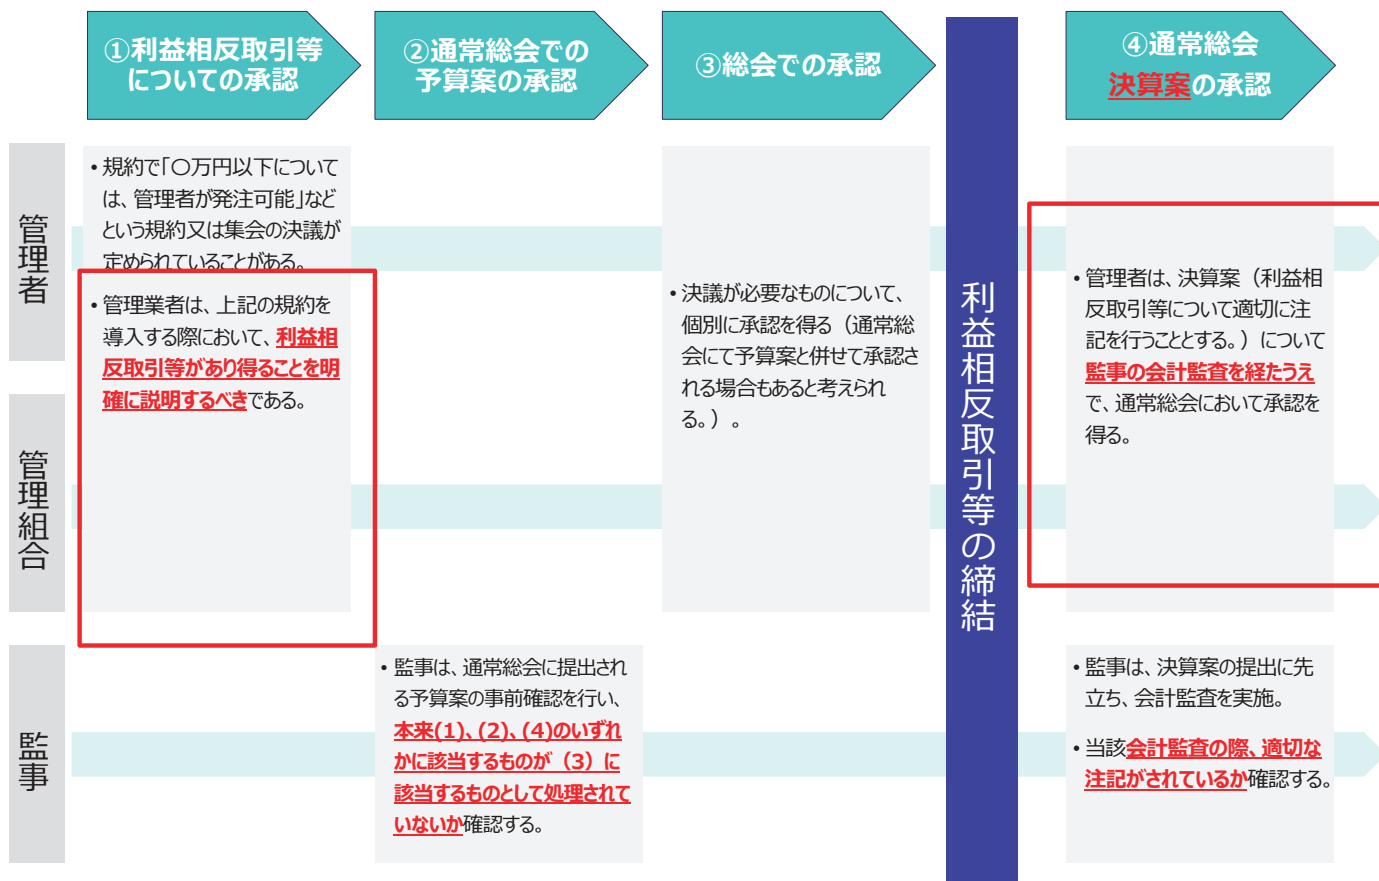 ①利益相反取引等
についての承認
②通常総会での
予算案の承認
③総会での承認
④通常総会
決算案の承認
管理者
管理組合
監事
• 規約で「〇万円以下について
は、管理者が発注可能」など
という規約又は集会の決議が
定められていることがある。
• 管理業者は、上記の規約を
導入する際において、利益相
反取引等があり得ることを明
確に説明するべきである。
• 監事は、通常総会に提出され
る予算案の事前確認を行い、
本来(1)、(2)、(4)のいずれ
かに該当するものが（3）に
該当するものとして処理されて
いないか確認する。
• 決議が必要なものについて、
個別に承認を得る（通常総
会にて予算案と併せて承認さ
れる場合もあると考えられ
る。）。
利益相反取引等の締結
• 管理者は、決算案（利益相
反取引等について適切に注
記を行うこととする。）について
監事の会計監査を経たうえ
で、通常総会において承認を
得る。
• 監事は、決算案の提出に先
立ち、会計監査を実施。
• 当該会計監査の際、適切な
注記がされているか確認する。